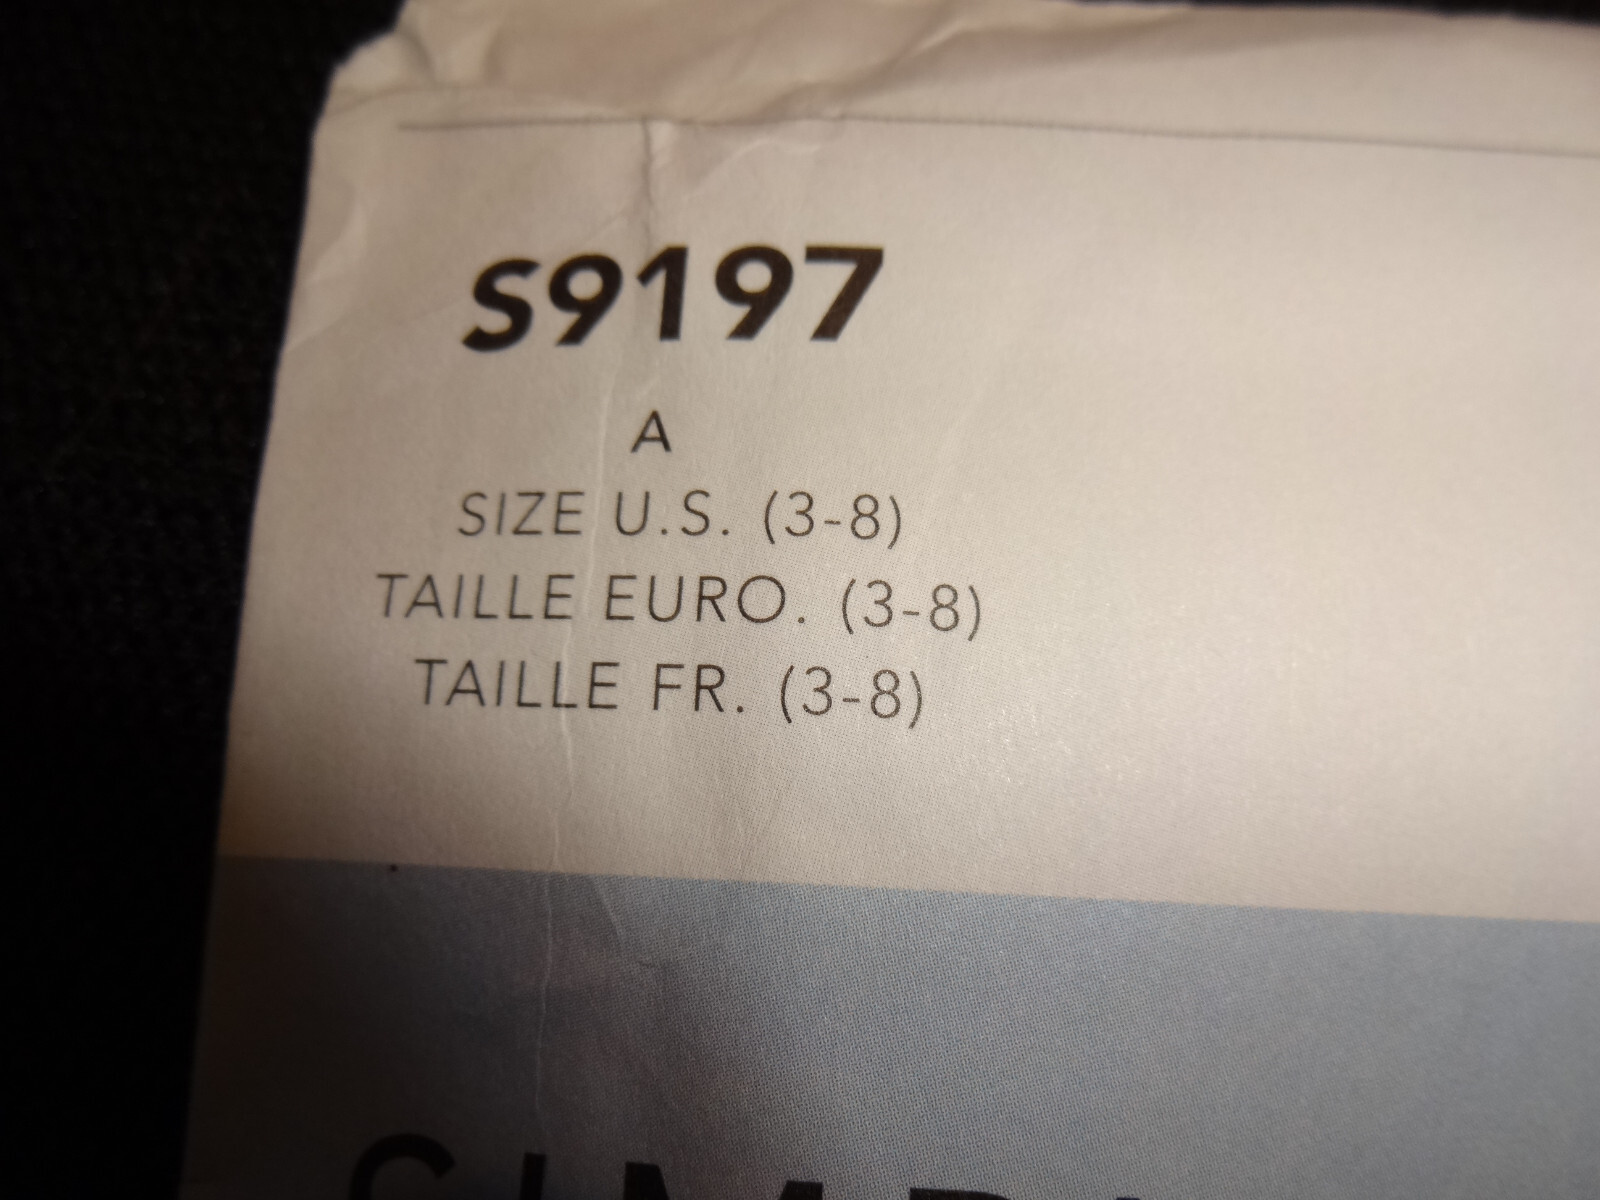 S9197
A
SIZE U.S. (3-8)
TAILLE EURO. (3-8)
TAILLE FR. (3-8)